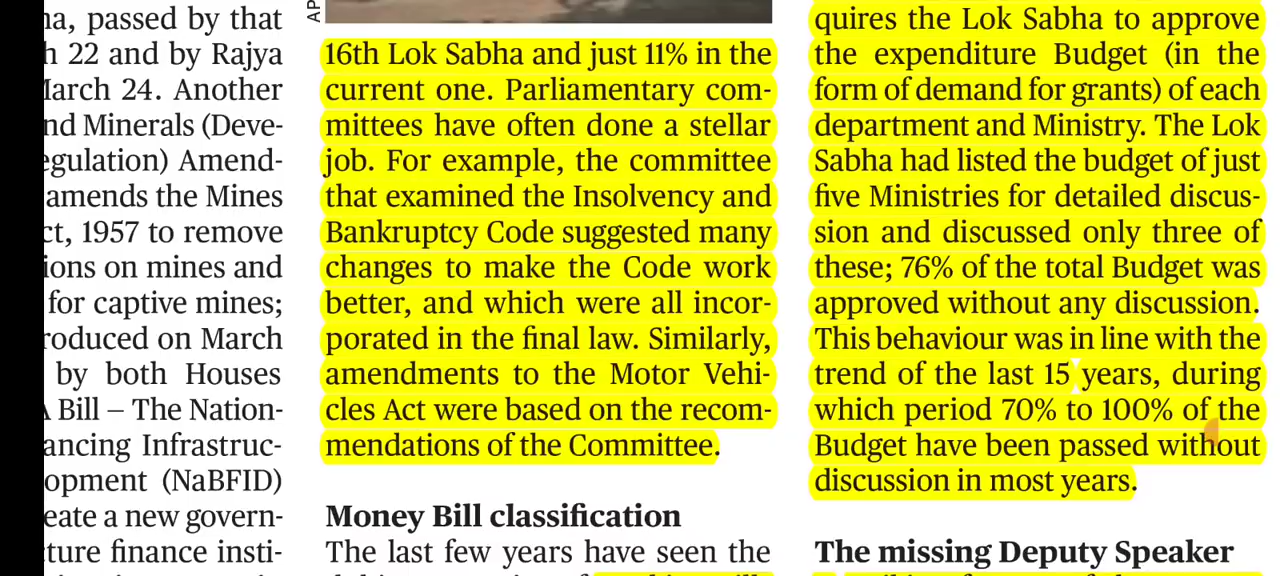 na, passed by that
h 22 and by Rajya
March 24. Another
nd Minerals (Deve-
egulation) Amend-
amends the Mines
ct, 1957 to remove
ions on mines and
for captive mines;
roduced on March
by both Houses
A Bill – The Nation-
ancing Infrastruc-
opment (NaBFID)
eate a new govern-
cture finance insti-
AP
16th Lok Sabha and just 11% in the
current one. Parliamentary com-
mittees have often done a stellar
job. For example, the committee
that examined the Insolvency and
Bankruptcy Code suggested many
changes to make the Code work
better, and which were all incor-
porated in the final law. Similarly,
amendments to the Motor Vehi-
cles Act were based on the recom-
mendations of the Committee.
Money Bill classification
The last few years have seen the
quires the Lok Sabha to approve
the expenditure Budget (in the
form of demand for grants) of each
department and Ministry. The Lok
Sabha had listed the budget of just
five Ministries for detailed discus-
sion and discussed only three of
these; 76% of the total Budget was
approved without any discussion.
This behaviour was in line with the
trend of the last 15 years, during
which period 70% to 100% of the
Budget have been passed without
discussion in most years.
The missing Deputy Speaker